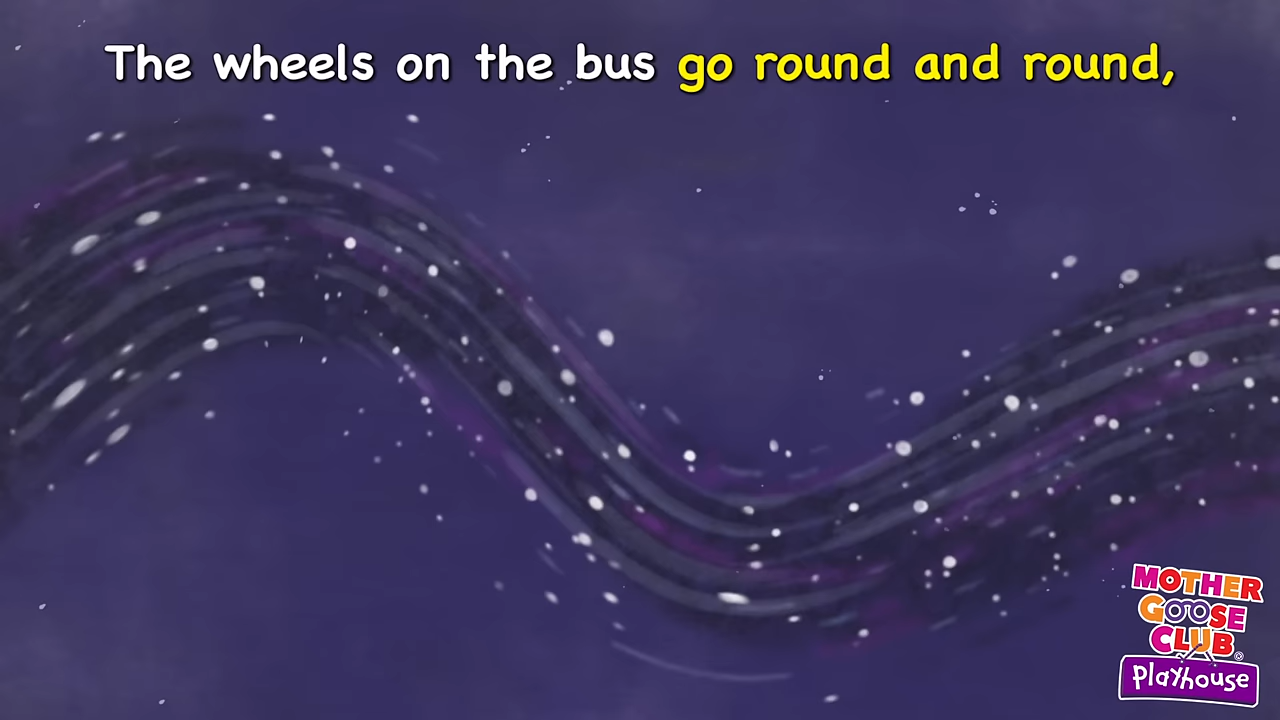 The wheels on the bus go round and round,
MOTHER
GOOSE
CLUB
Playhouse